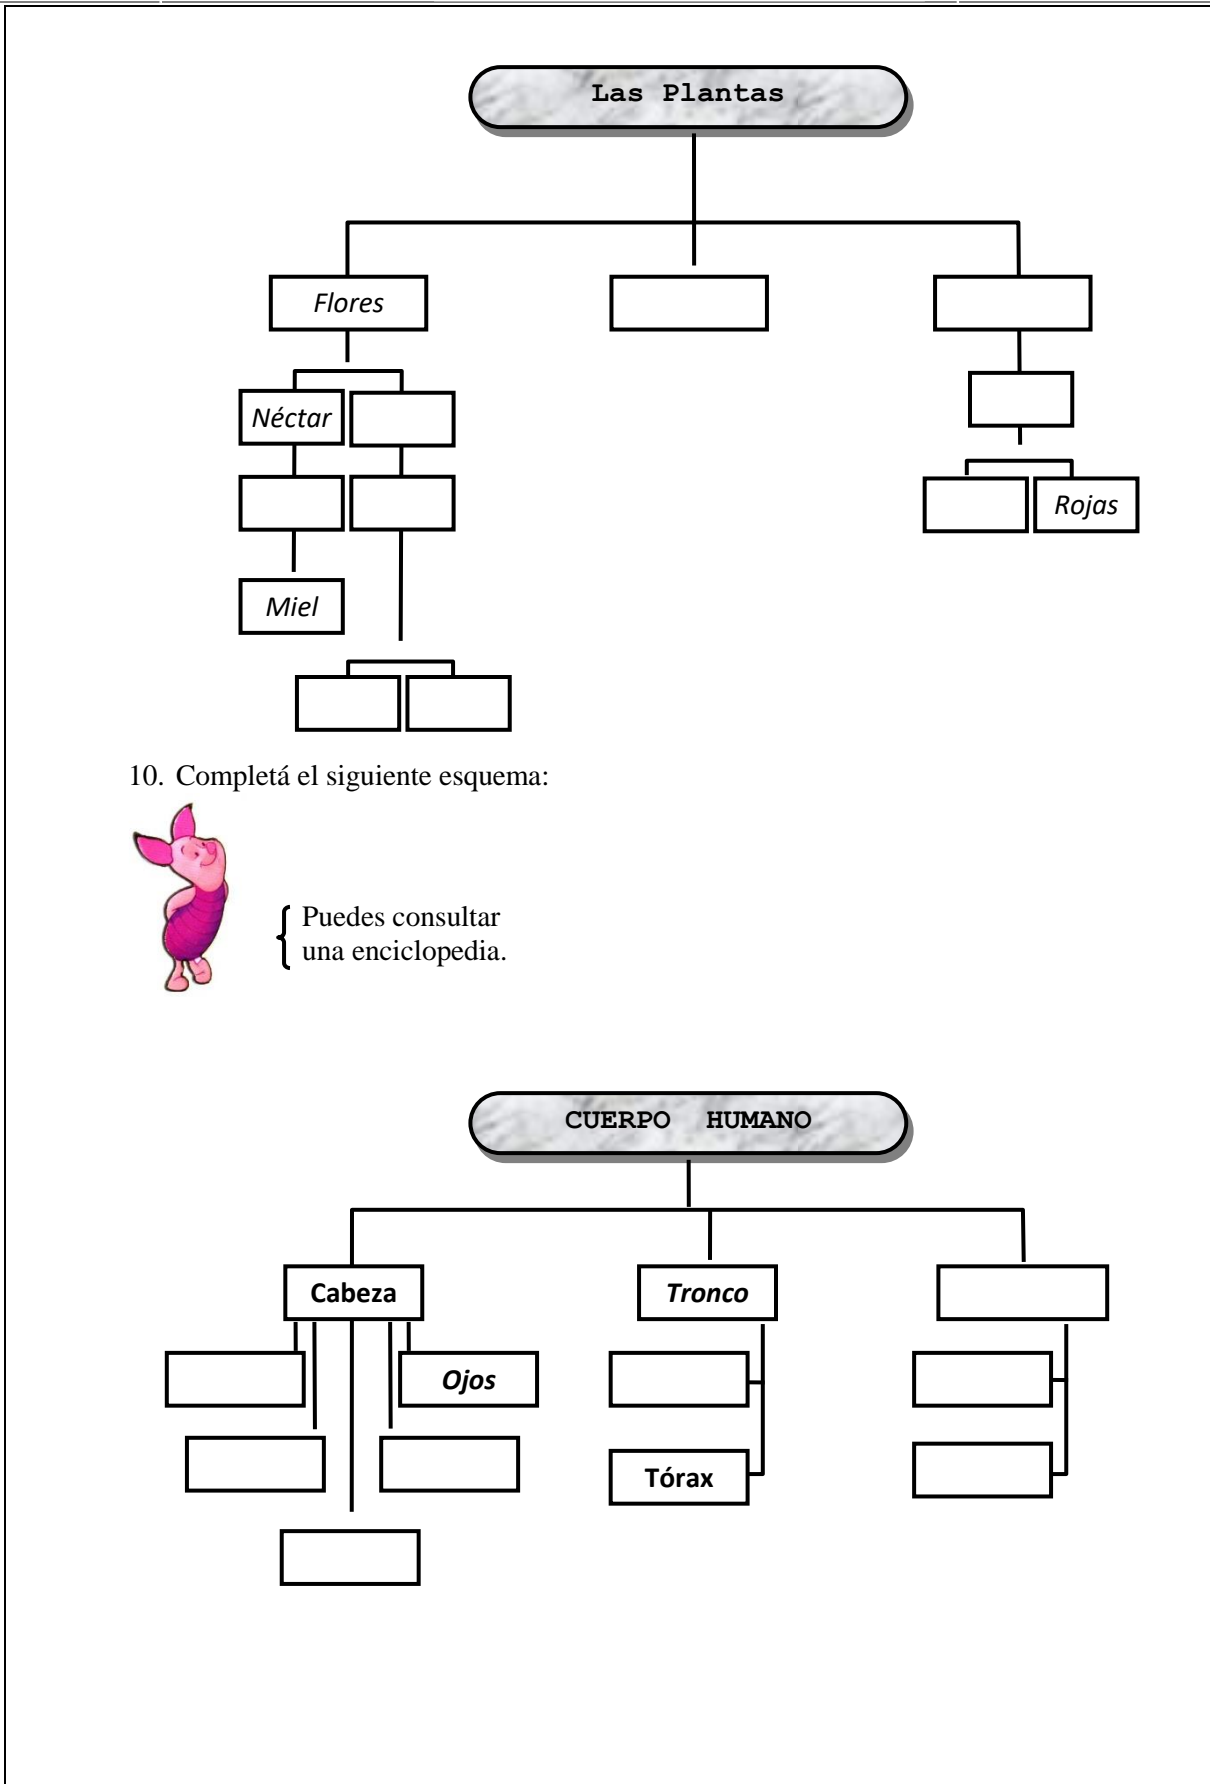 Las Plantas
Flores
Néctar
Rojas
Miel
10. Completá el siguiente esquema:
Puedes consultar
una enciclopedia.
CUERPO HUMANO
Cabeza
Tronco
Ojos
Tórax